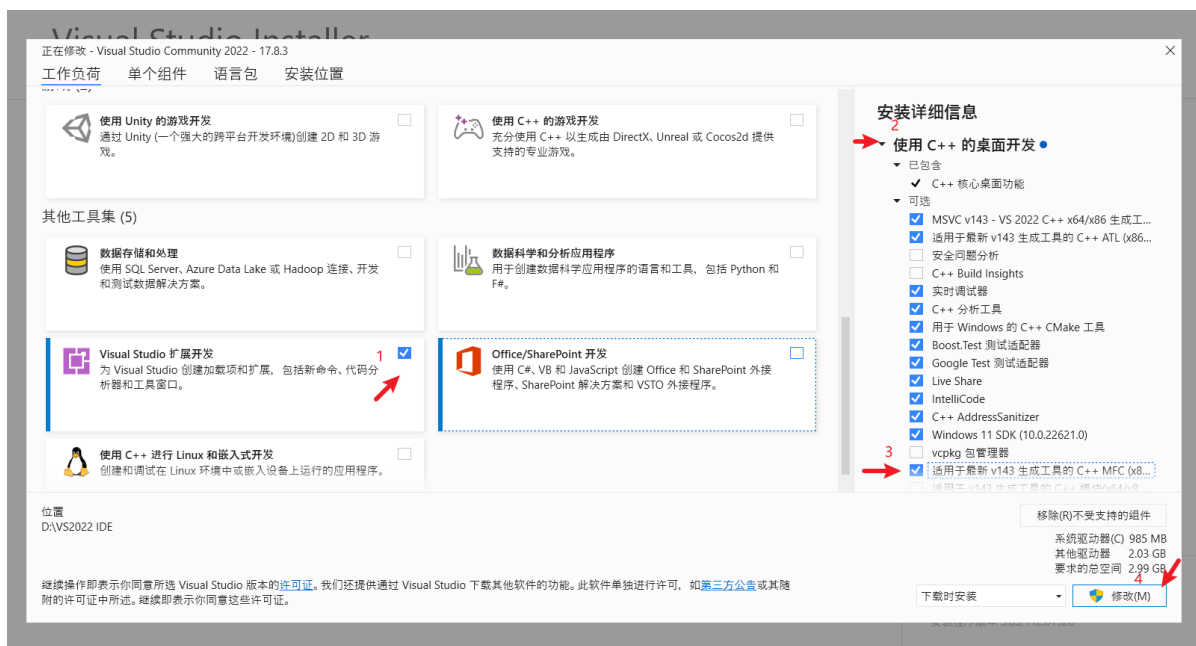 Visual Studio Installer
正在修改 - Visual Studio Community 2022 - 17.8.3
工作负荷 单个组件 语言包 安装位置
使用 Unity 的游戏开发
通过 Unity (一个强大的跨平台开发环境)创建 2D 和 3D 游
戏。
使用 C++ 的游戏开发
充分使用 C++ 以生成由 DirectX、Unreal 或 Cocos2d 提供
支持的专业游戏。
其他工具集 (5)
数据存储和处理
使用 SQL Server、Azure Data Lake 或 Hadoop 连接、开发
和测试数据解决方案。
数据科学和分析应用程序
用于创建数据科学应用程序的语言和工具，包括 Python 和
F#。
Visual Studio 扩展开发
为 Visual Studio 创建加载项和扩展，包括新命令、代码分
析器和工具窗口。
1
Office/SharePoint 开发
使用 C#、VB 和 JavaScript 创建 Office 和 SharePoint 外接
程序、SharePoint 解决方案和 VSTO 外接程序。
使用 C++ 进行 Linux 和嵌入式开发
创建和调试在 Linux 环境中或嵌入设备上运行的应用程序。
安装详细信息
2
使用 C++ 的桌面开发
已包含
C++ 核心桌面功能
可选
MSVC v143 - VS 2022 C++ x64/x86 生成工...
适用于最新 v143 生成工具的 C++ ATL (x86...
安全问题分析
C++ Build Insights
实时调试器
C++ 分析工具
用于 Windows 的 C++ CMake 工具
Boost.Test 测试适配器
Google Test 测试适配器
Live Share
IntelliCode
C++ AddressSanitizer
Windows 11 SDK (10.0.22621.0)
3
vcpkg 包管理器
适用于最新 v143 生成工具的 C++ MFC (x8...
位置
D:\VS2022 IDE
移除(R)不受支持的组件
系统驱动器(C) 985 MB
其他驱动器 2.03 GB
要求的总空间 2.99 GB
4
继续操作即表示你同意所选 Visual Studio 版本的许可证。我们还提供通过 Visual Studio 下载其他软件的功能。此软件单独进行许可，如第三方公告或其随
附的许可证中所述。继续即表示你同意这些许可证。
下载时安装
修改(M)